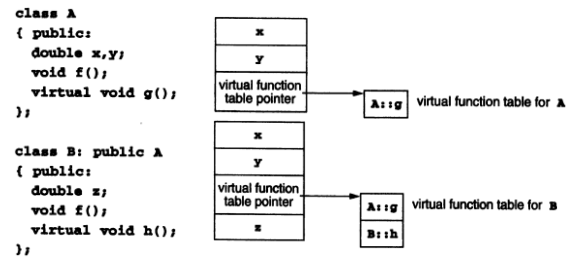 class A
{ public:
double x,y;
void f();
virtual void g();
};
x
y
virtual function
table pointer
A::g
virtual function table for A
class B: public A
{ public:
double z;
void f();
virtual void h();
};
x
y
virtual function
table pointer
z
A::g
B::h
virtual function table for B